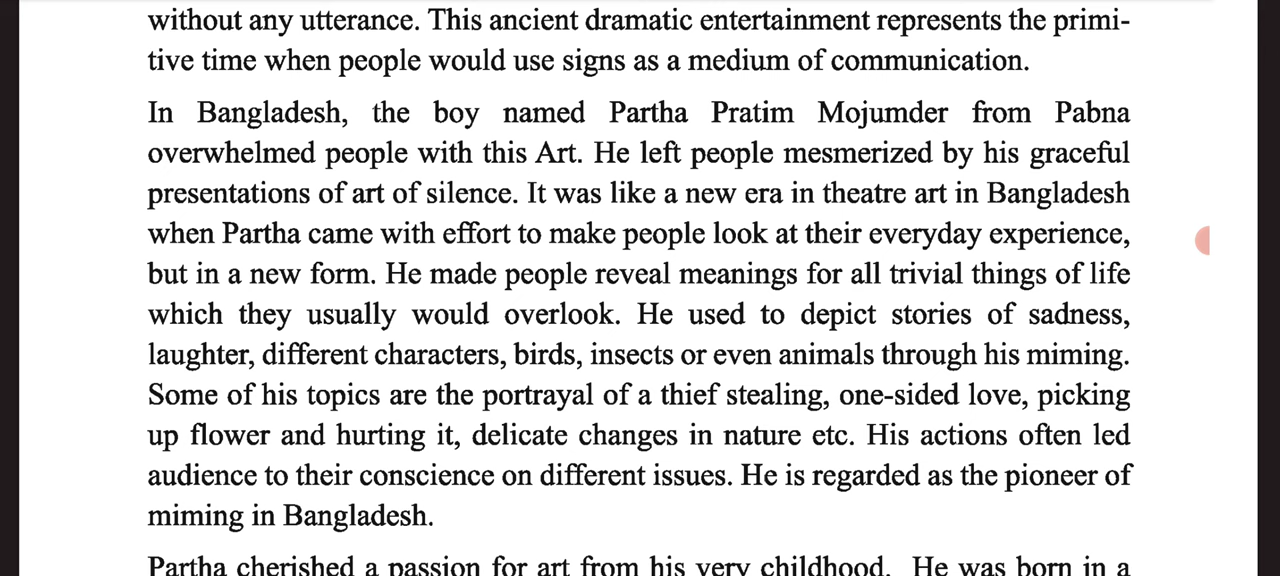 without any utterance. This ancient dramatic entertainment represents the primi-
tive time when people would use signs as a medium of communication.
In Bangladesh, the boy named Partha Pratim Mojumder from Pabna
overwhelmed people with this Art. He left people mesmerized by his graceful
presentations of art of silence. It was like a new era in theatre art in Bangladesh
when Partha came with effort to make people look at their everyday experience,
but in a new form. He made people reveal meanings for all trivial things of life
which they usually would overlook. He used to depict stories of sadness,
laughter, different characters, birds, insects or even animals through his miming.
Some of his topics are the portrayal of a thief stealing, one-sided love, picking
up flower and hurting it, delicate changes in nature etc. His actions often led
audience to their conscience on different issues. He is regarded as the pioneer of
miming in Bangladesh.
Partha cherished a passion for art from his very childhood. He was born in a